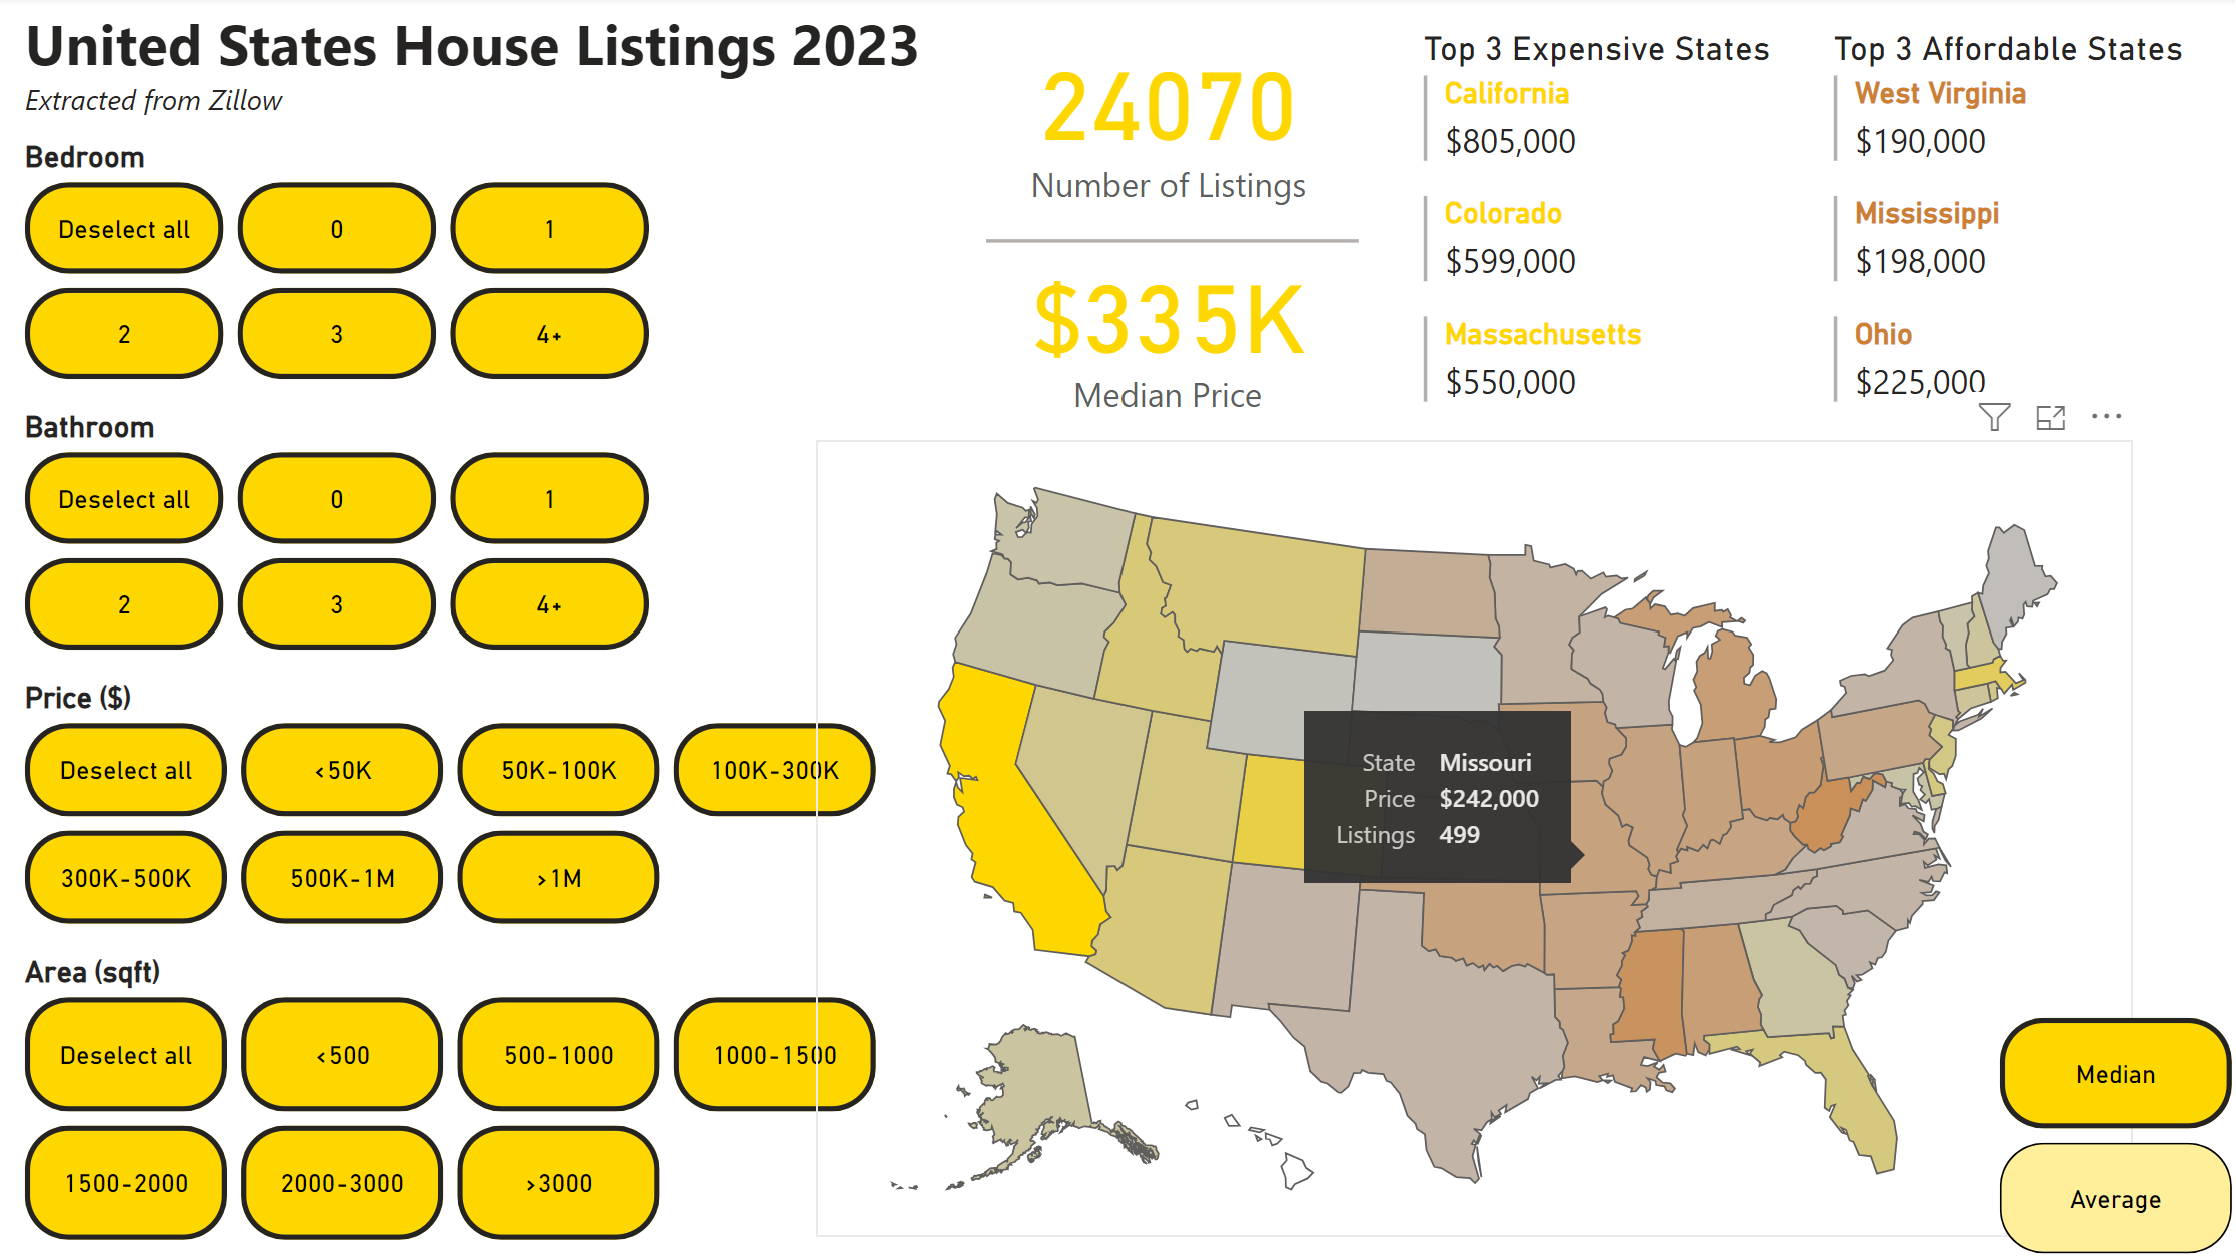 United States House Listings 2023
Extracted from Zillow
Bedroom
Deselect all
0
1
2
3
4+
Bathroom
Deselect all
0
1
2
3
4+
Price ($)
Deselect all
<50K
50K-100K
100K-300K
300K-500K
500K-1M
>1M
Area (sqft)
Deselect all
<500
500-1000
1000-1500
1500-2000
2000-3000
>3000
24070
Number of Listings
$335K
Median Price
Top 3 Expensive States
California
$805,000
Colorado
$599,000
Massachusetts
$550,000
Top 3 Affordable States
West Virginia
$190,000
Mississippi
$198,000
Ohio
$225,000
State Missouri
Price $242,000
Listings 499
Median
Average